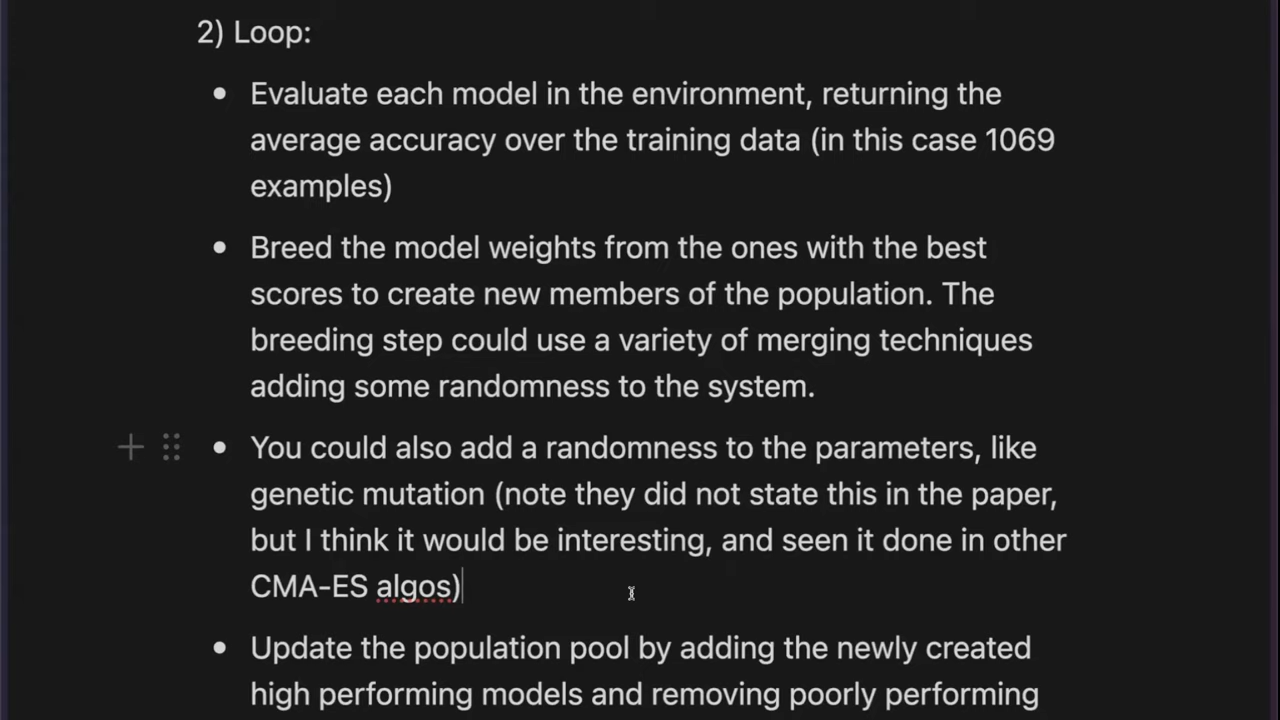 2) Loop:
• Evaluate each model in the environment, returning the
average accuracy over the training data (in this case 1069
examples)
• Breed the model weights from the ones with the best
scores to create new members of the population. The
breeding step could use a variety of merging techniques
adding some randomness to the system.
• You could also add a randomness to the parameters, like
genetic mutation (note they did not state this in the paper,
but I think it would be interesting, and seen it done in other
CMA-ES algos)
• Update the population pool by adding the newly created
high performing models and removing poorly performing